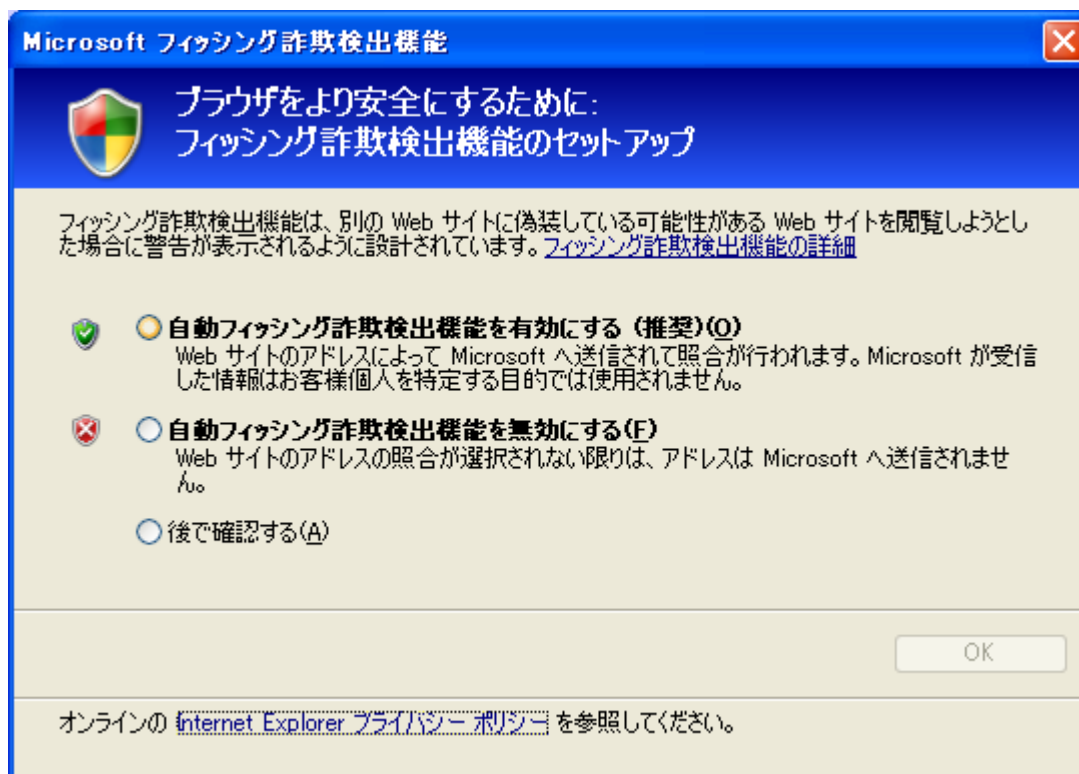 Microsoft フィッシング詐欺検出機能
ブラウザをより安全にするために:
フィッシング詐欺検出機能のセットアップ
フィッシング詐欺検出機能は、別の Web サイトに偽装している可能性がある Web サイトを閲覧しようとし
た場合に警告が表示されるように設計されています。フィッシング詐欺検出機能の詳細
自動フィッシング詐欺検出機能を有効にする (推奨)(O)
Web サイトのアドレスによって Microsoft へ送信されて照合が行われます。Microsoft が受信
した情報はお客様個人を特定する目的では使用されません。
自動フィッシング詐欺検出機能を無効にする(F)
Web サイトのアドレスの照合が選択されない限りは、アドレスは Microsoft へ送信されませ
ん。
後で確認する(A)
OK
オンラインの Internet Explorer プライバシー ポリシー を参照してください。